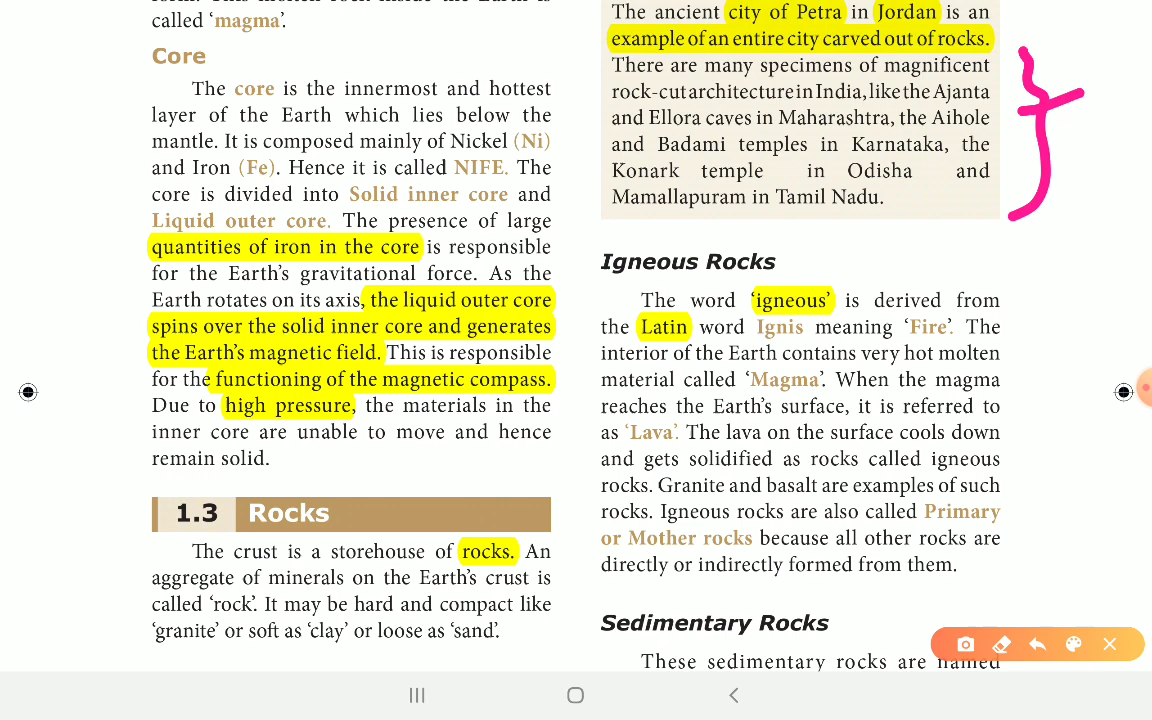 called ‘magma’.
Core
The core is the innermost and hottest
layer of the Earth which lies below the
mantle. It is composed mainly of Nickel (Ni)
and Iron (Fe). Hence it is called NIFE. The
core is divided into Solid inner core and
Liquid outer core. The presence of large
quantities of iron in the core is responsible
for the Earth’s gravitational force. As the
Earth rotates on its axis, the liquid outer core
spins over the solid inner core and generates
the Earth’s magnetic field. This is responsible
for the functioning of the magnetic compass.
Due to high pressure, the materials in the
inner core are unable to move and hence
remain solid.
1.3 Rocks
The crust is a storehouse of rocks. An
aggregate of minerals on the Earth’s crust is
called ‘rock’. It may be hard and compact like
‘granite’ or soft as ‘clay’ or loose as ‘sand’.
The ancient city of Petra in Jordan is an
example of an entire city carved out of rocks.
There are many specimens of magnificent
rock-cut architecture in India, like the Ajanta
and Ellora caves in Maharashtra, the Aihole
and Badami temples in Karnataka, the
Konark temple in Odisha and
Mamallapuram in Tamil Nadu.
Igneous Rocks
The word ‘igneous’ is derived from
the Latin word Ignis meaning ‘Fire’. The
interior of the Earth contains very hot molten
material called ‘Magma’. When the magma
reaches the Earth’s surface, it is referred to
as ‘Lava’. The lava on the surface cools down
and gets solidified as rocks called igneous
rocks. Granite and basalt are examples of such
rocks. Igneous rocks are also called Primary
or Mother rocks because all other rocks are
directly or indirectly formed from them.
Sedimentary Rocks
These sedimentary rocks are named